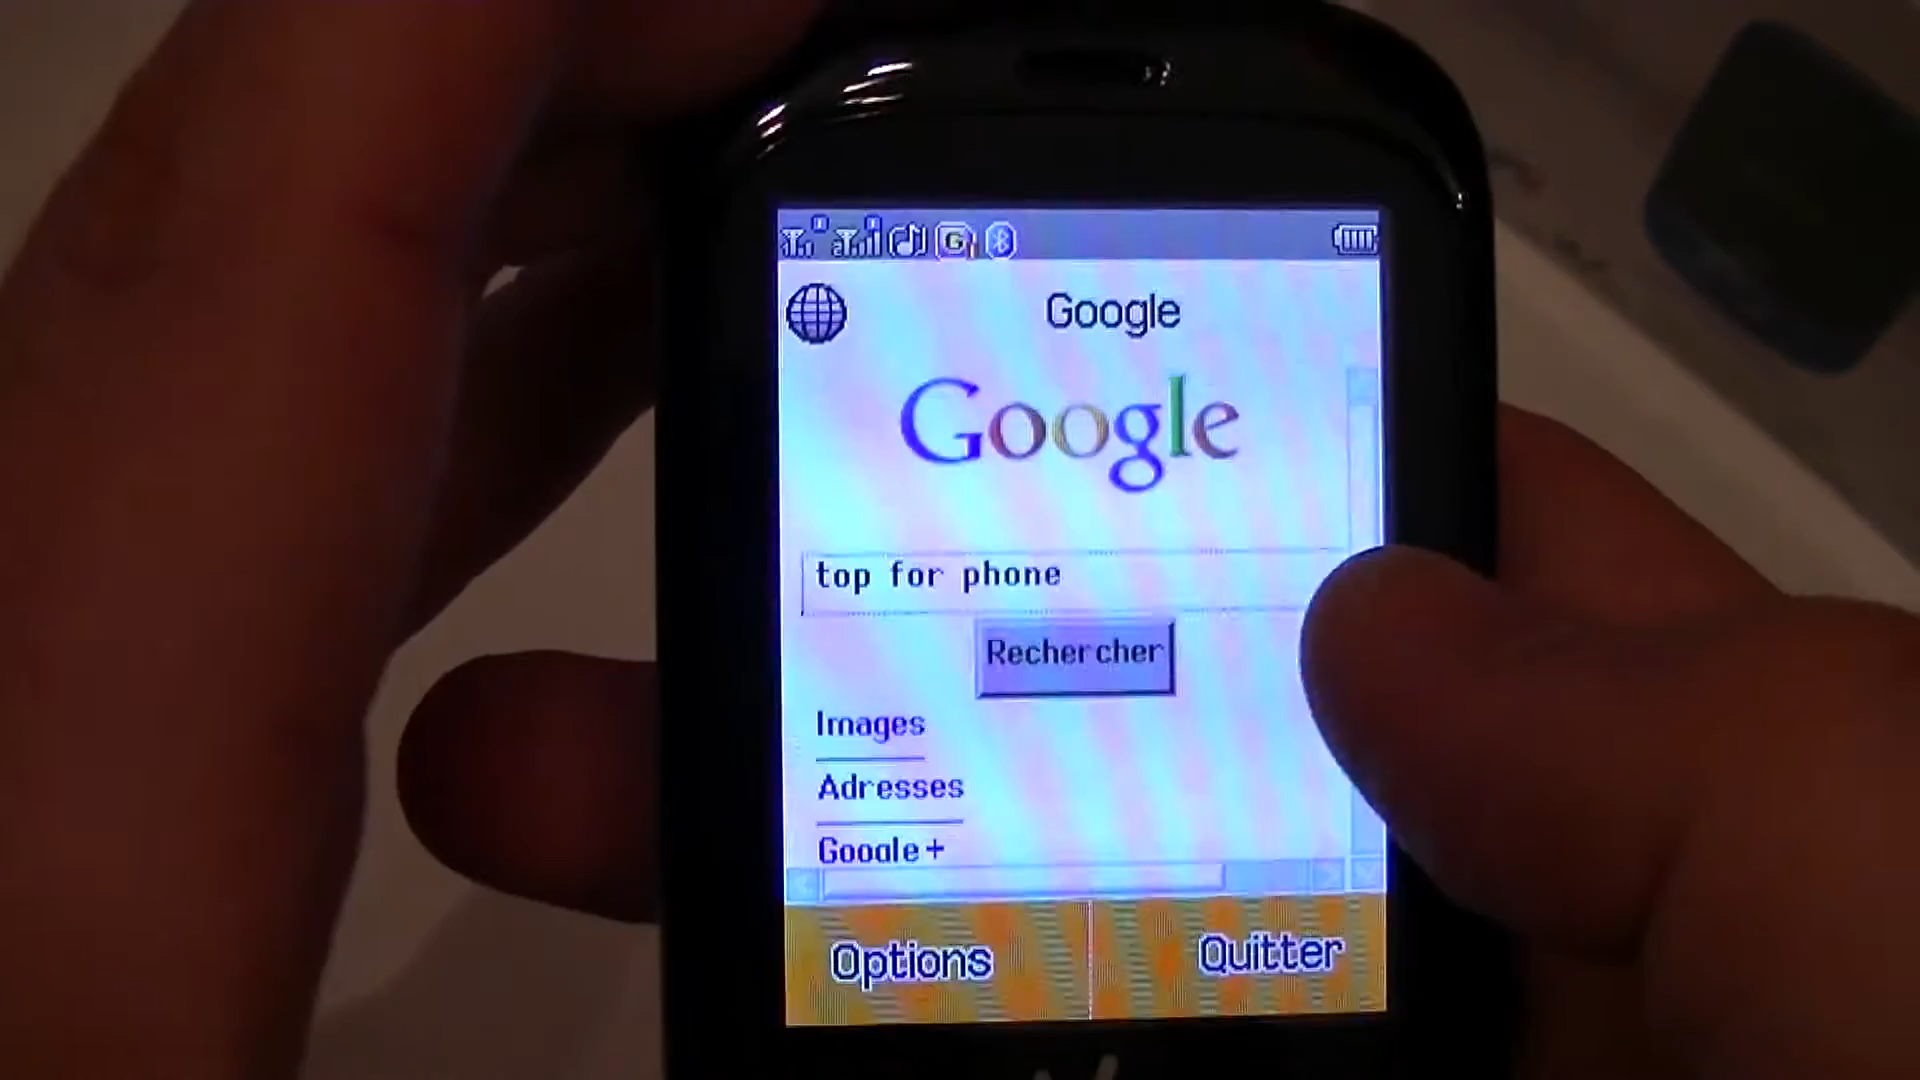 Google
Google
top for phone
Rechercher
Images
Adresses
Google+
Options
Quitter